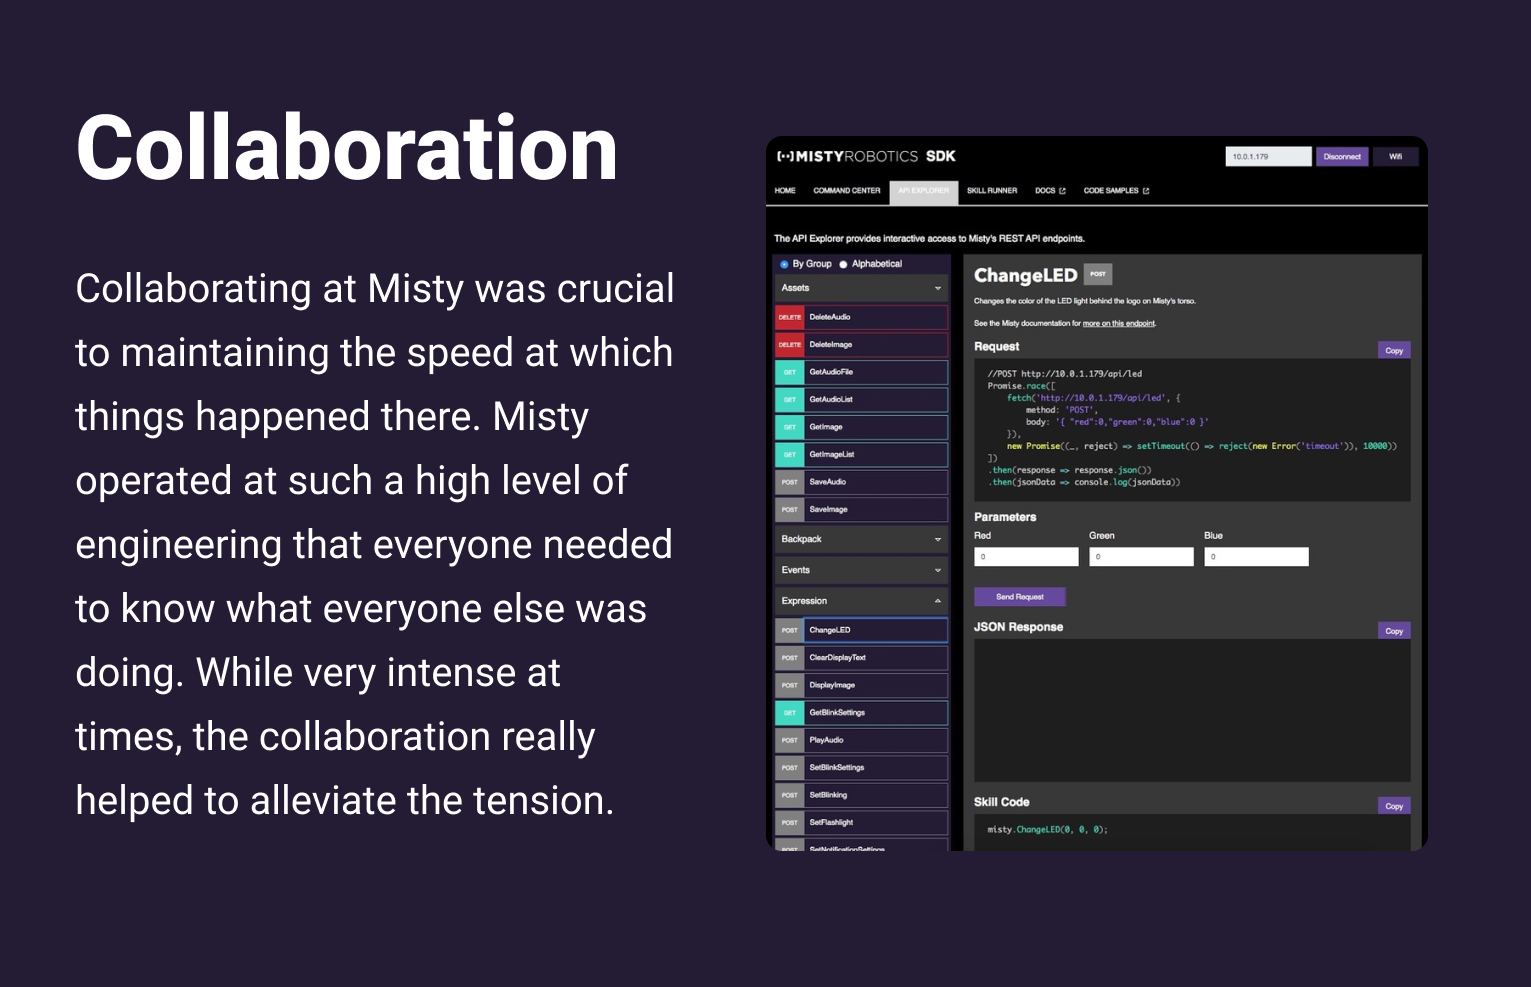 Collaboration
Collaborating at Misty was crucial
to maintaining the speed at which
things happened there. Misty
operated at such a high level of
engineering that everyone needed
to know what everyone else was
doing. While very intense at
times, the collaboration really
helped to alleviate the tension.
MISTYROBOTICS SDK
10.0.1.179 Disconnect Wifi
HOME COMMAND CENTER API EXPLORER SKILL RUNNER DOCS CODE SAMPLES
The API Explorer provides interactive access to Misty's REST API endpoints.
By Group Alphabetical
Assets
DELETE DeleteAudio
DELETE DeleteImage
GET GetAudioFile
GET GetAudioList
GET GetImage
GET GetImageList
POST SaveAudio
POST SaveImage
Backpack
Events
Expression
POST ChangeLED
POST ClearDisplayText
POST DisplayImage
GET GetBlinkSettings
POST PlayAudio
POST SetBlinkSettings
POST SetBlinking
POST SetFlashlight
POST SetNotificationSettings
ChangeLED POST
Changes the color of the LED light behind the logo on Misty's torso.
See the Misty documentation for more on this endpoint.
Request
Copy
//POST http://10.0.1.179/api/led
Promise.race([
fetch('http://10.0.1.179/api/led', {
method: 'POST',
body: '{ "red":0,"green":0,"blue":0 }'
}),
new Promise((_, reject) => setTimeout(() => reject(new Error('timeout')), 10000))
])
.then(response => response.json())
.then(jsonData => console.log(jsonData))
Parameters
Red Green Blue
0 0 0
Send Request
JSON Response
Copy
Skill Code
Copy
misty.ChangeLED(0, 0, 0);